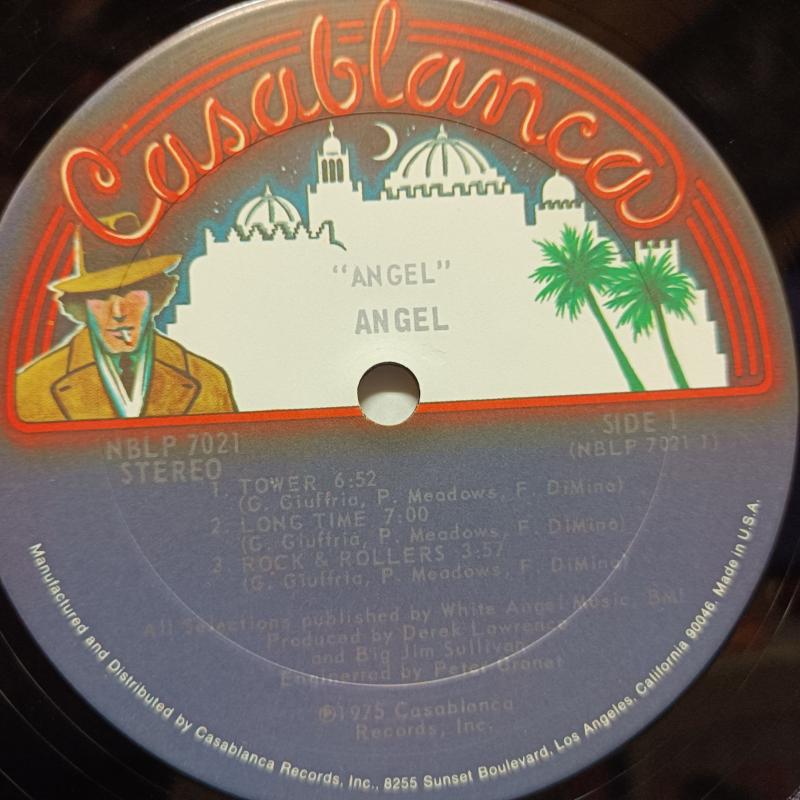 Casablanca
"ANGEL"
ANGEL
NBLP 7021
STEREO
SIDE 1
(NBLP 7021 1)
1. TOWER 6:52
(G. Giuffria, P. Meadows, F. DiMino)
2. LONG TIME 7:00
(G. Giuffria, P. Meadows, F. DiMino)
3. ROCK & ROLLERS 3:57
(G. Giuffria, P. Meadows, F. DiMino)
All Selections published by White Angel Music, BMI
Produced by Derek Lawrence
and Big Jim Sullivan
Engineered by Peter Granet
℗1975 Casablanca
Records, Inc.
Manufactured and Distributed by Casablanca Records, Inc., 8255 Sunset Boulevard, Los Angeles, California 90046. Made in U.S.A.